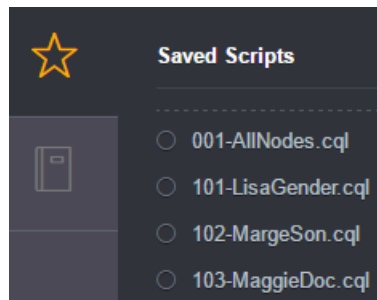 Saved Scripts
001-AllNodes.cql
101-LisaGender.cql
102-MargeSon.cql
103-MaggieDoc.cql